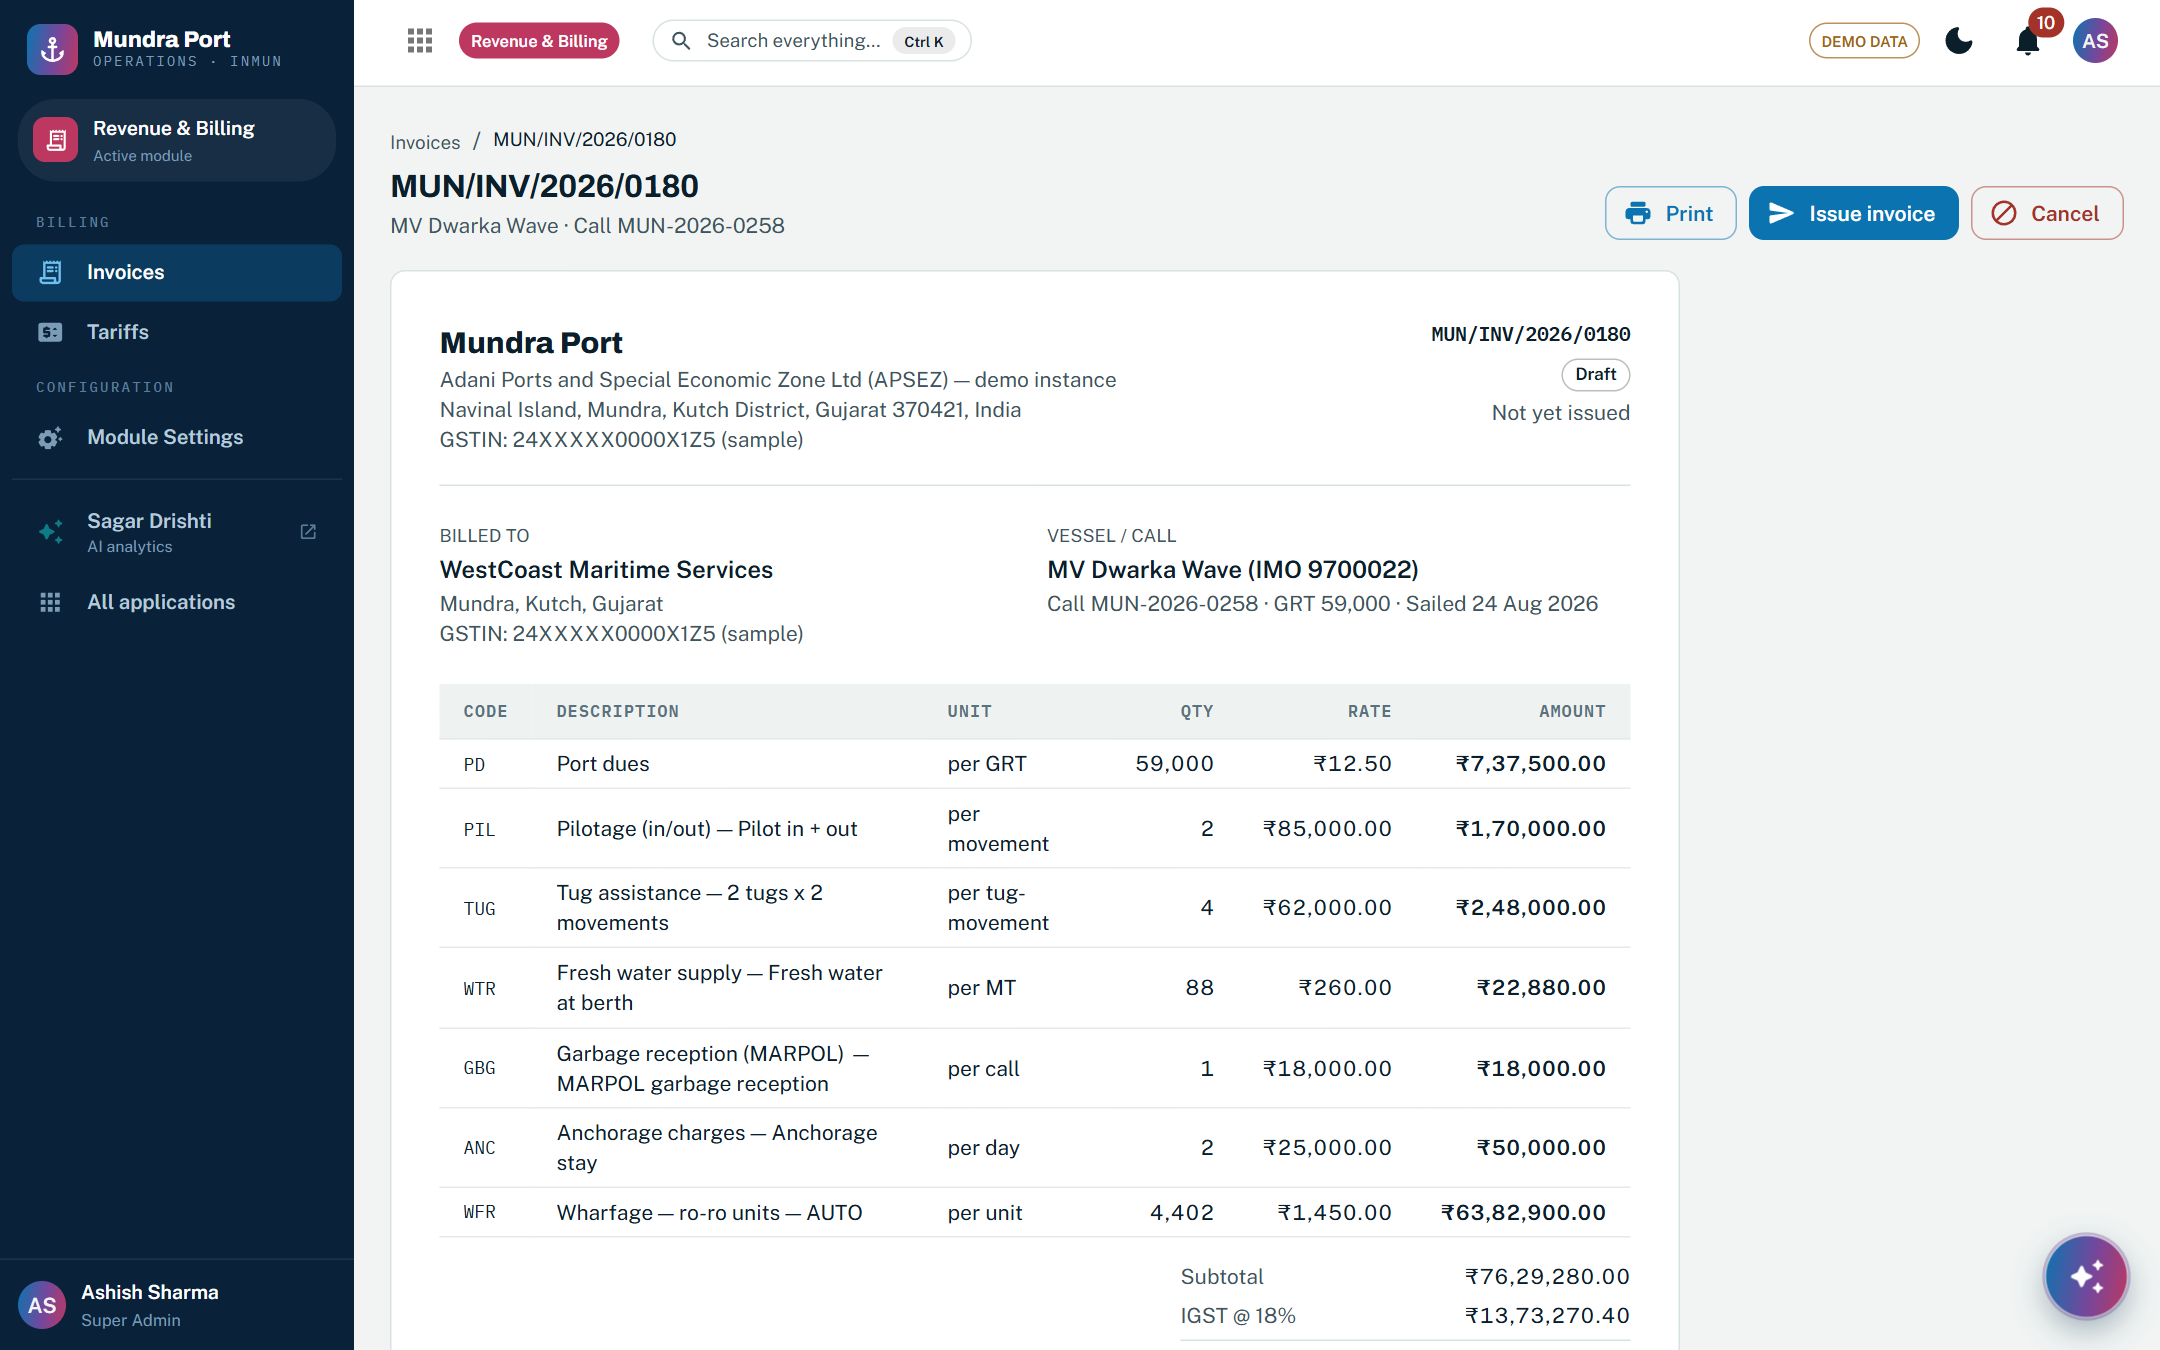 Mundra Port
OPERATIONS · INMUN
Revenue & Billing
Active module
BILLING
Invoices
Tariffs
CONFIGURATION
Module Settings
Sagar Drishti
AI analytics
All applications
AS
Ashish Sharma
Super Admin
Revenue & Billing
Search everything...
Ctrl K
DEMO DATA
10
AS
Invoices / MUN/INV/2026/0180
MUN/INV/2026/0180
MV Dwarka Wave · Call MUN-2026-0258
Print
Issue invoice
Cancel
Mundra Port
Adani Ports and Special Economic Zone Ltd (APSEZ) — demo instance
Navinal Island, Mundra, Kutch District, Gujarat 370421, India
GSTIN: 24XXXXX0000X1Z5 (sample)
MUN/INV/2026/0180
Draft
Not yet issued
BILLED TO
WestCoast Maritime Services
Mundra, Kutch, Gujarat
GSTIN: 24XXXXX0000X1Z5 (sample)
VESSEL / CALL
MV Dwarka Wave (IMO 9700022)
Call MUN-2026-0258 · GRT 59,000 · Sailed 24 Aug 2026
CODE DESCRIPTION UNIT QTY RATE AMOUNT
PD Port dues per GRT 59,000 ₹12.50 ₹7,37,500.00
PIL Pilotage (in/out) — Pilot in + out per movement 2 ₹85,000.00 ₹1,70,000.00
TUG Tug assistance — 2 tugs x 2 movements per tug-movement 4 ₹62,000.00 ₹2,48,000.00
WTR Fresh water supply — Fresh water at berth per MT 88 ₹260.00 ₹22,880.00
GBG Garbage reception (MARPOL) — MARPOL garbage reception per call 1 ₹18,000.00 ₹18,000.00
ANC Anchorage charges — Anchorage stay per day 2 ₹25,000.00 ₹50,000.00
WFR Wharfage — ro-ro units — AUTO per unit 4,402 ₹1,450.00 ₹63,82,900.00
Subtotal ₹76,29,280.00
IGST @ 18% ₹13,73,270.40